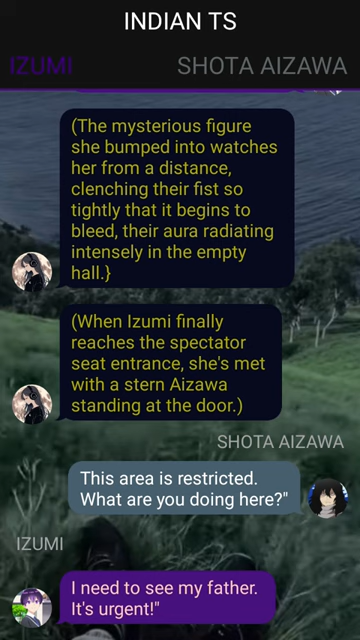 INDIAN TS
IZUMI
SHOTA AIZAWA
(The mysterious figure
she bumped into watches
her from a distance,
clenching their fist so
tightly that it begins to
bleed, their aura radiating
intensely in the empty
hall.}
(When Izumi finally
reaches the spectator
seat entrance, she's met
with a stern Aizawa
standing at the door.)
SHOTA AIZAWA
This area is restricted.
What are you doing here?"
IZUMI
I need to see my father.
It's urgent!"